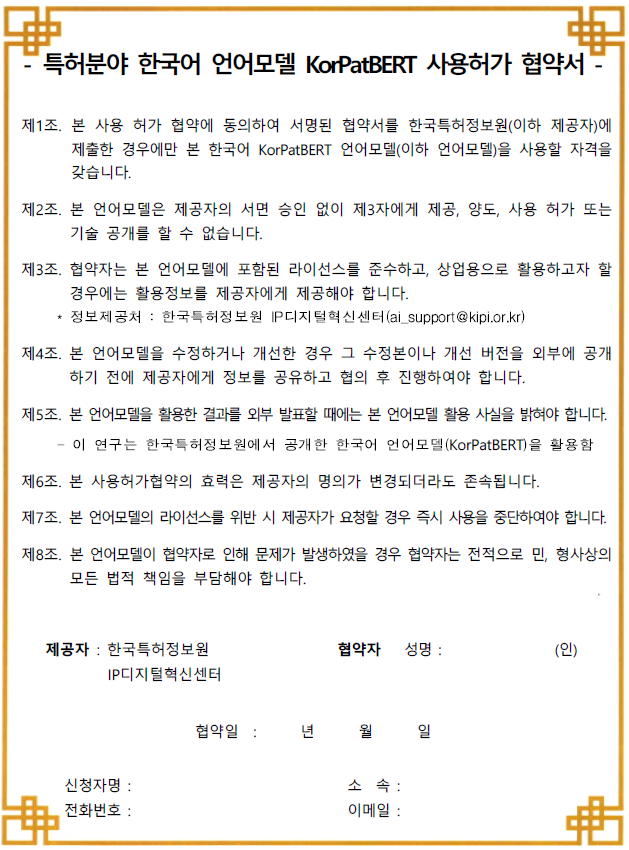 - 특허분야 한국어 언어모델 KorPatBERT 사용허가 협약서 -
제1조. 본 사용 허가 협약에 동의하여 서명된 협약서를 한국특허정보원(이하 제공자)에
제출한 경우에만 본 한국어 KorPatBERT 언어모델(이하 언어모델)을 사용할 자격을
갖습니다.
제2조. 본 언어모델은 제공자의 서면 승인 없이 제3자에게 제공, 양도, 사용 허가 또는
기술 공개를 할 수 없습니다.
제3조. 협약자는 본 언어모델에 포함된 라이선스를 준수하고, 상업용으로 활용하고자 할
경우에는 활용정보를 제공자에게 제공해야 합니다.
* 정보제공처 : 한국특허정보원 IP디지털혁신센터(ai_support@kipi.or.kr)
제4조. 본 언어모델을 수정하거나 개선한 경우 그 수정본이나 개선 버전을 외부에 공개
하기 전에 제공자에게 정보를 공유하고 협의 후 진행하여야 합니다.
제5조. 본 언어모델을 활용한 결과를 외부 발표할 때에는 본 언어모델 활용 사실을 밝혀야 합니다.
- 이 연구는 한국특허정보원에서 공개한 한국어 언어모델(KorPatBERT)을 활용함
제6조. 본 사용허가협약의 효력은 제공자의 명의가 변경되더라도 존속됩니다.
제7조. 본 언어모델의 라이선스를 위반 시 제공자가 요청할 경우 즉시 사용을 중단하여야 합니다.
제8조. 본 언어모델이 협약자로 인해 문제가 발생하였을 경우 협약자는 전적으로 민, 형사상의
모든 법적 책임을 부담해야 합니다.
제공자 : 한국특허정보원 협약자 성명 : (인)
IP디지털혁신센터
협약일 : 년 월 일
신청자명 : 소 속 :
전화번호 : 이메일 :